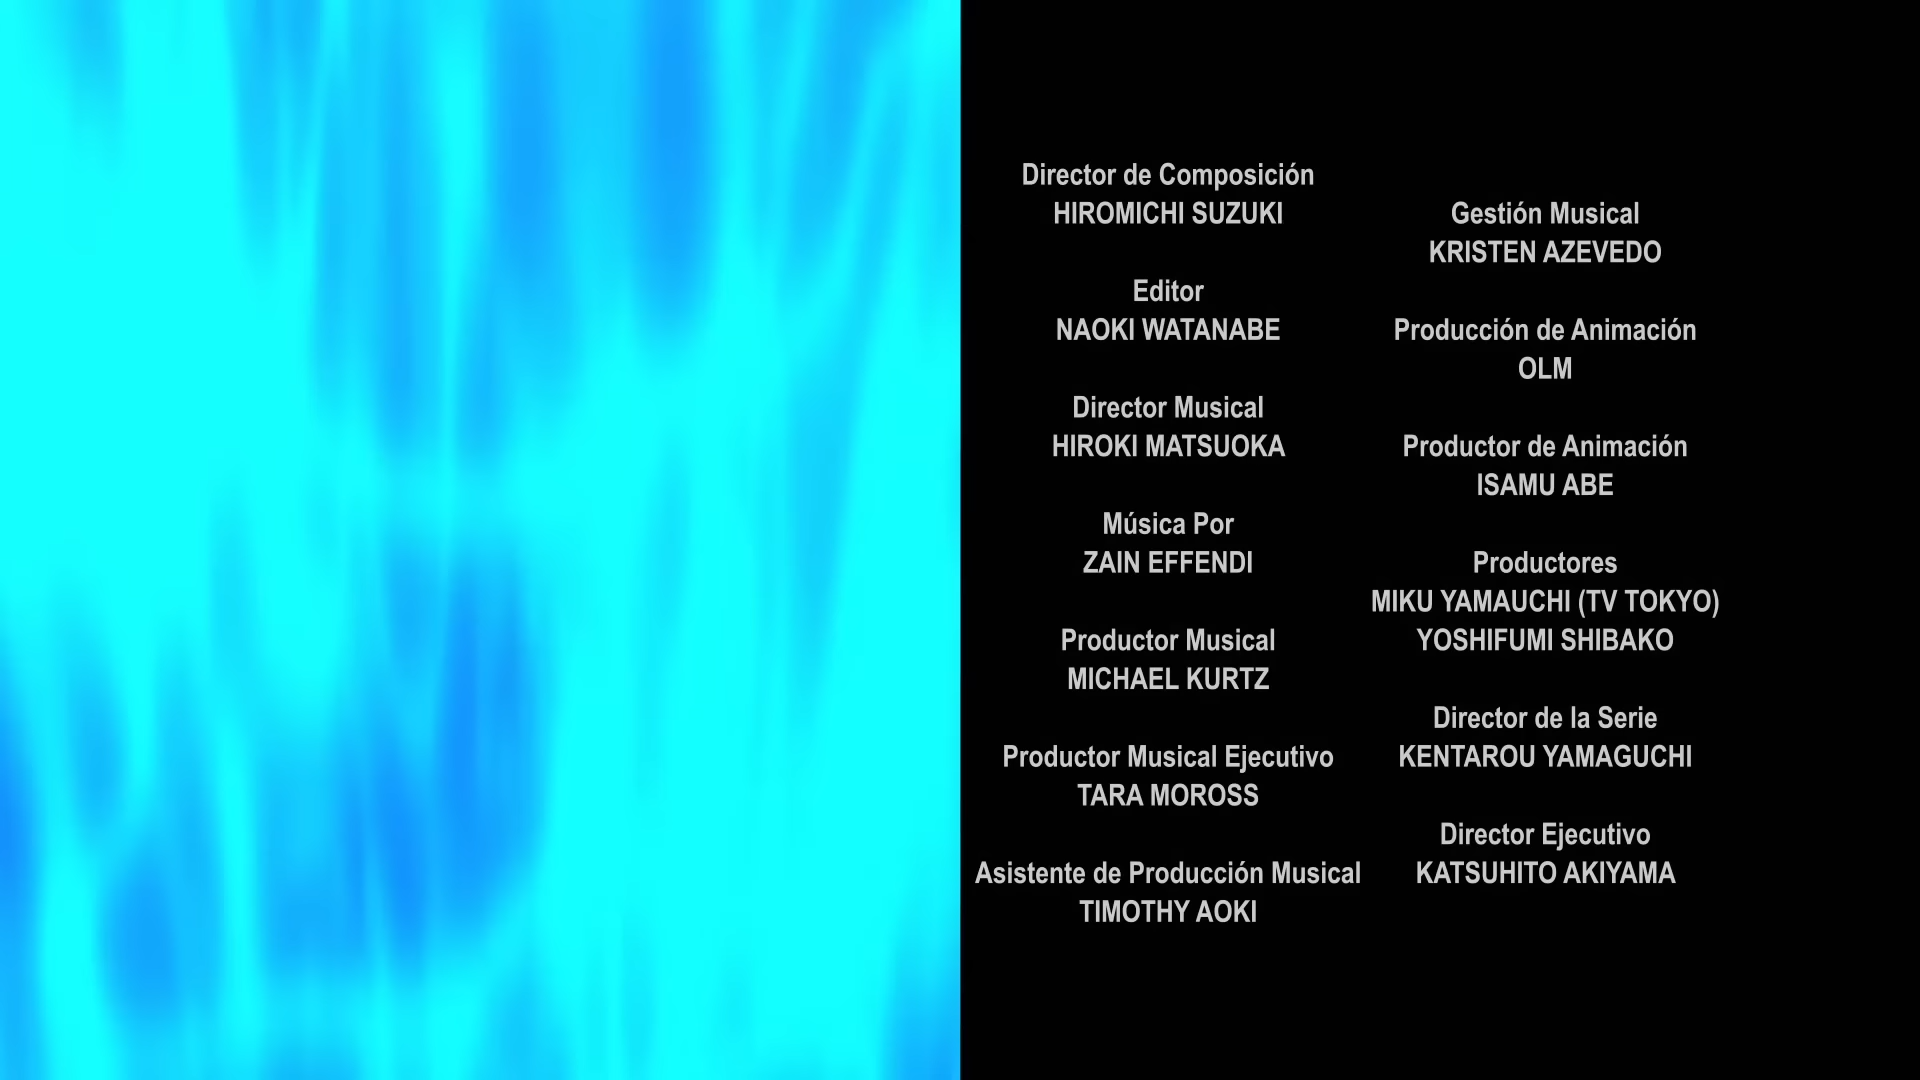 Director de Composición
HIROMICHI SUZUKI
Editor
NAOKI WATANABE
Director Musical
HIROKI MATSUOKA
Música Por
ZAIN EFFENDI
Productor Musical
MICHAEL KURTZ
Productor Musical Ejecutivo
TARA MOROSS
Asistente de Producción Musical
TIMOTHY AOKI
Gestión Musical
KRISTEN AZEVEDO
Producción de Animación
OLM
Productor de Animación
ISAMU ABE
Productores
MIKU YAMAUCHI (TV TOKYO)
YOSHIFUMI SHIBAKO
Director de la Serie
KENTAROU YAMAGUCHI
Director Ejecutivo
KATSUHITO AKIYAMA